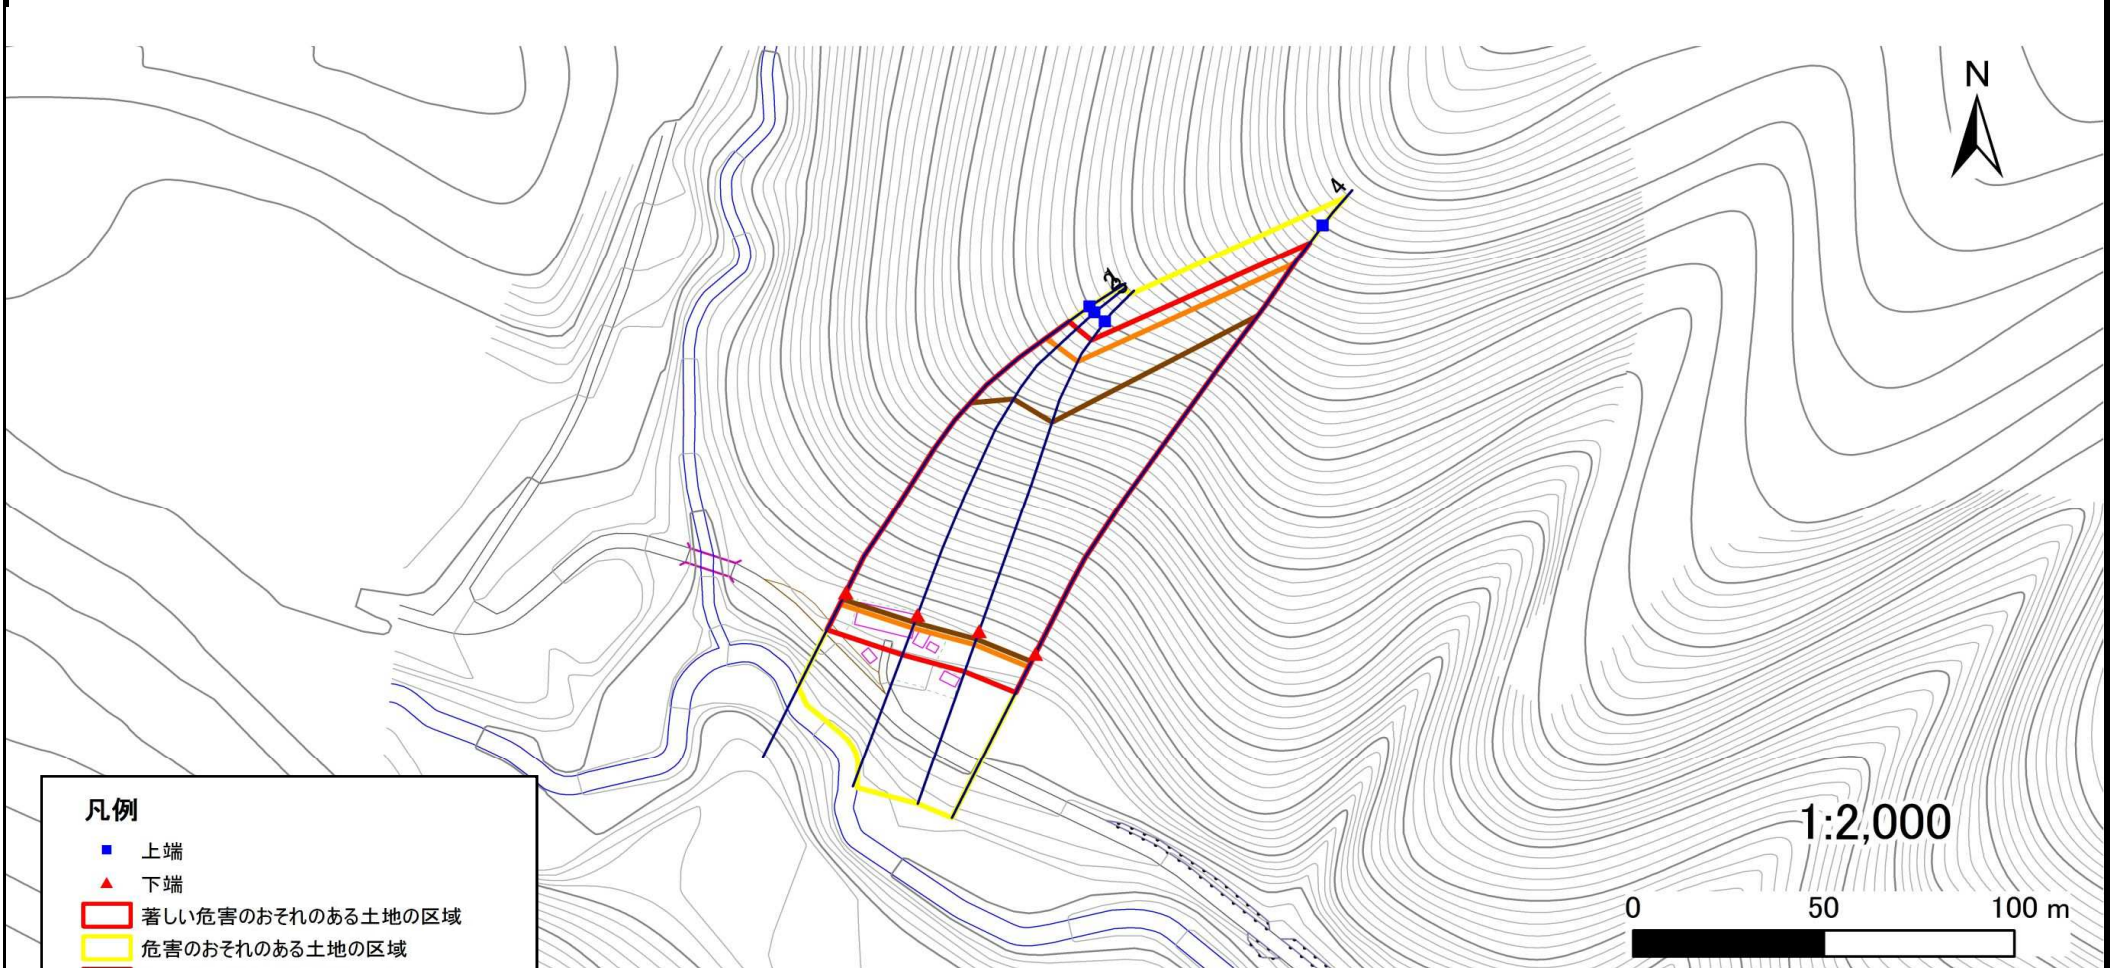 N
4
1:2,000
0 50 100 m
凡例
上端
下端
著しい危害のおそれのある土地の区域
危害のおそれのある土地の区域